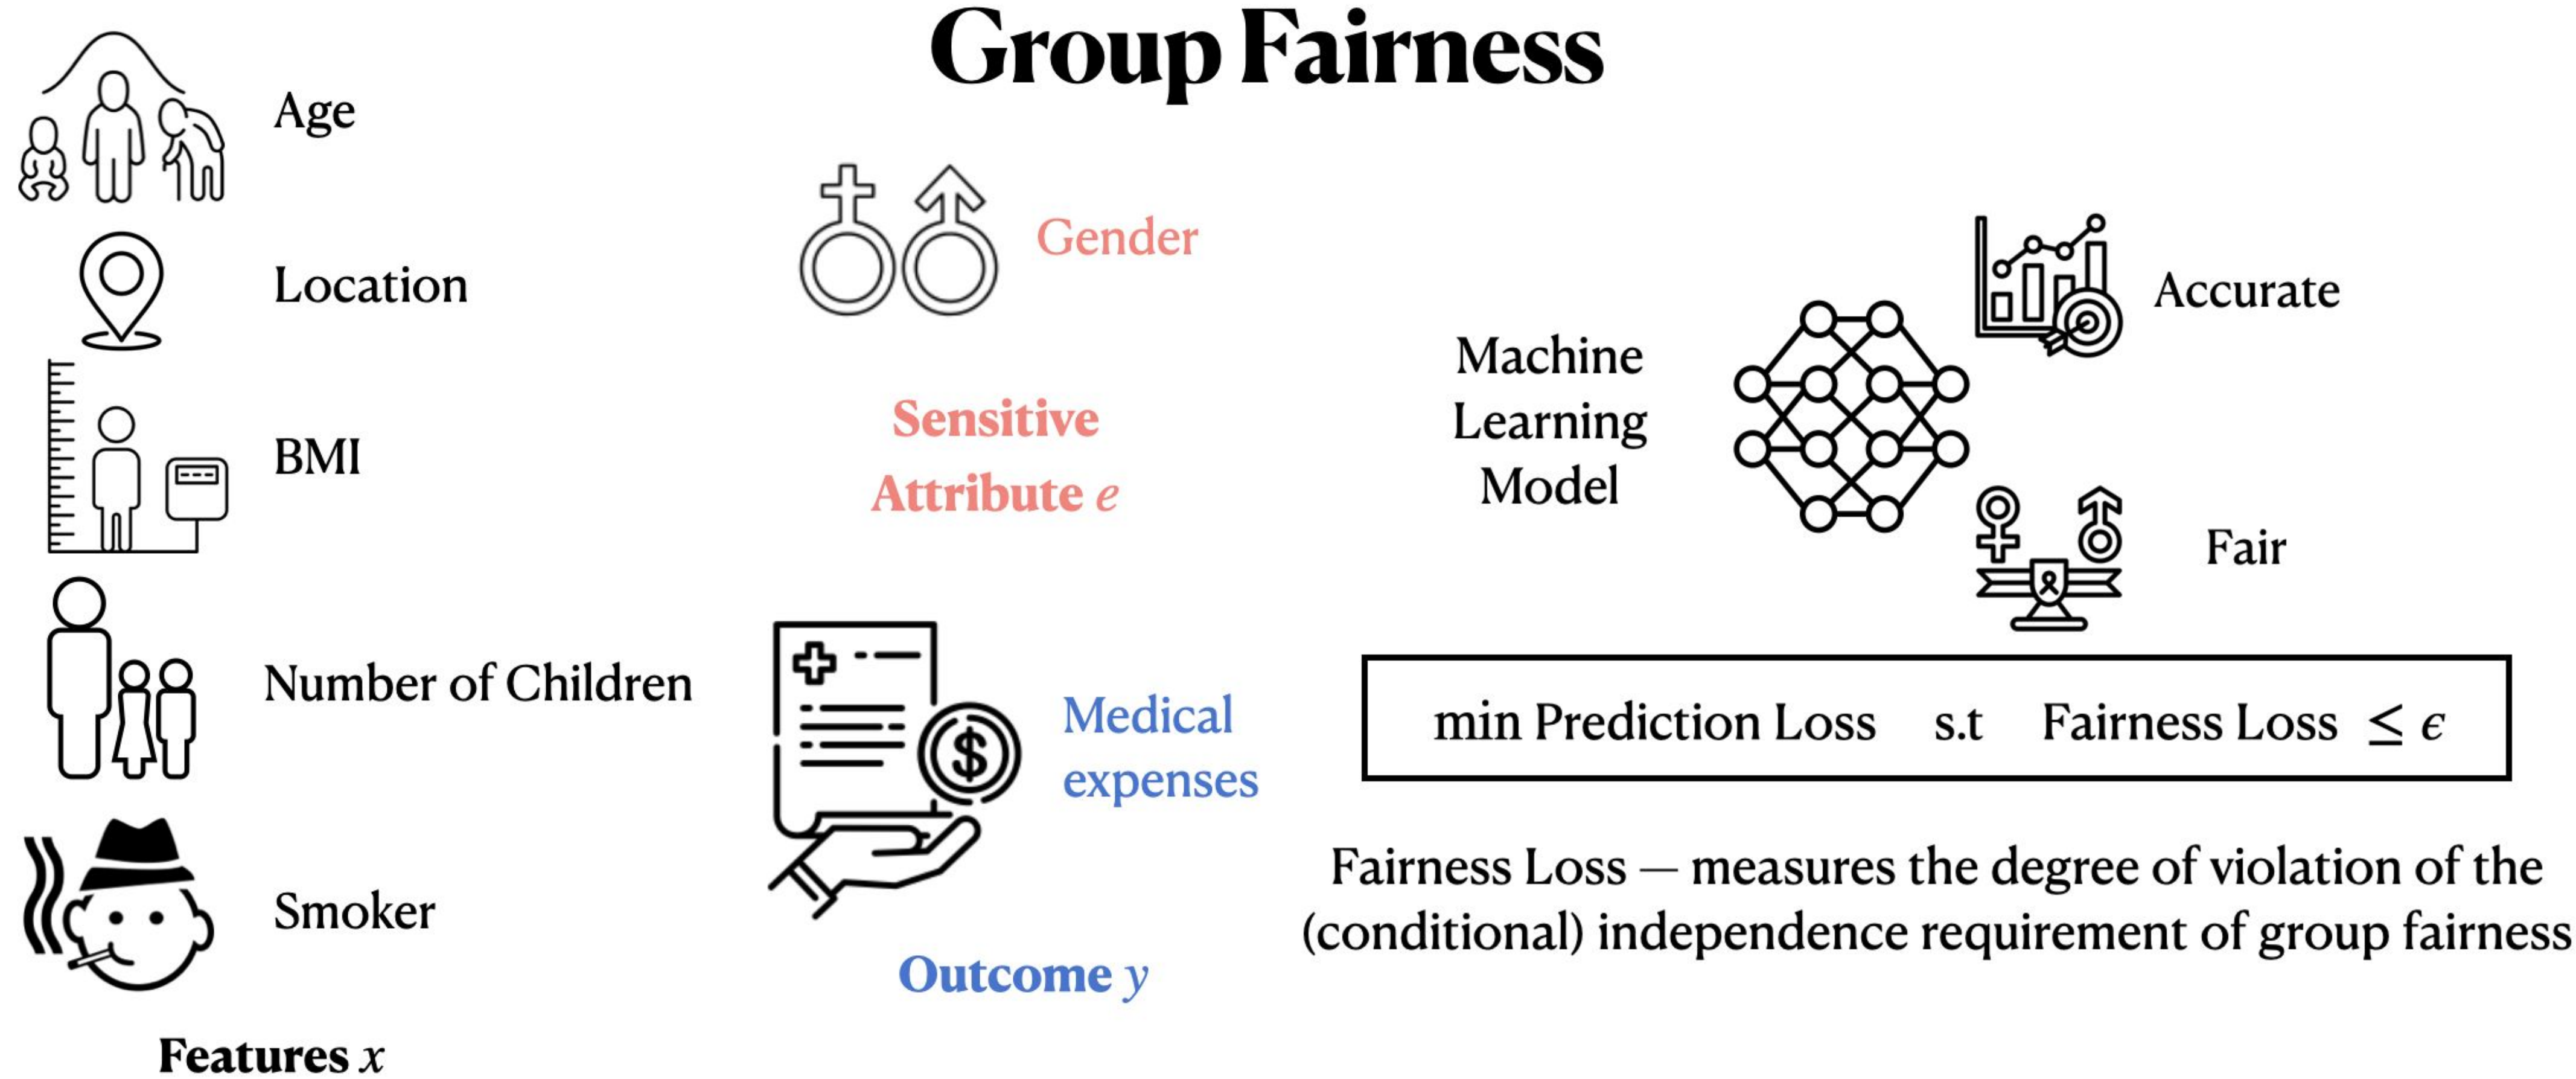 Group Fairness
Age
Location
BMI
Number of Children
Smoker
Features x
Gender
Sensitive
Attribute e
$
Medical
expenses
Outcome y
Machine
Learning
Model
Accurate
Fair
min Prediction Loss s.t Fairness Loss ≤ ϵ
Fairness Loss — measures the degree of violation of the
(conditional) independence requirement of group fairness